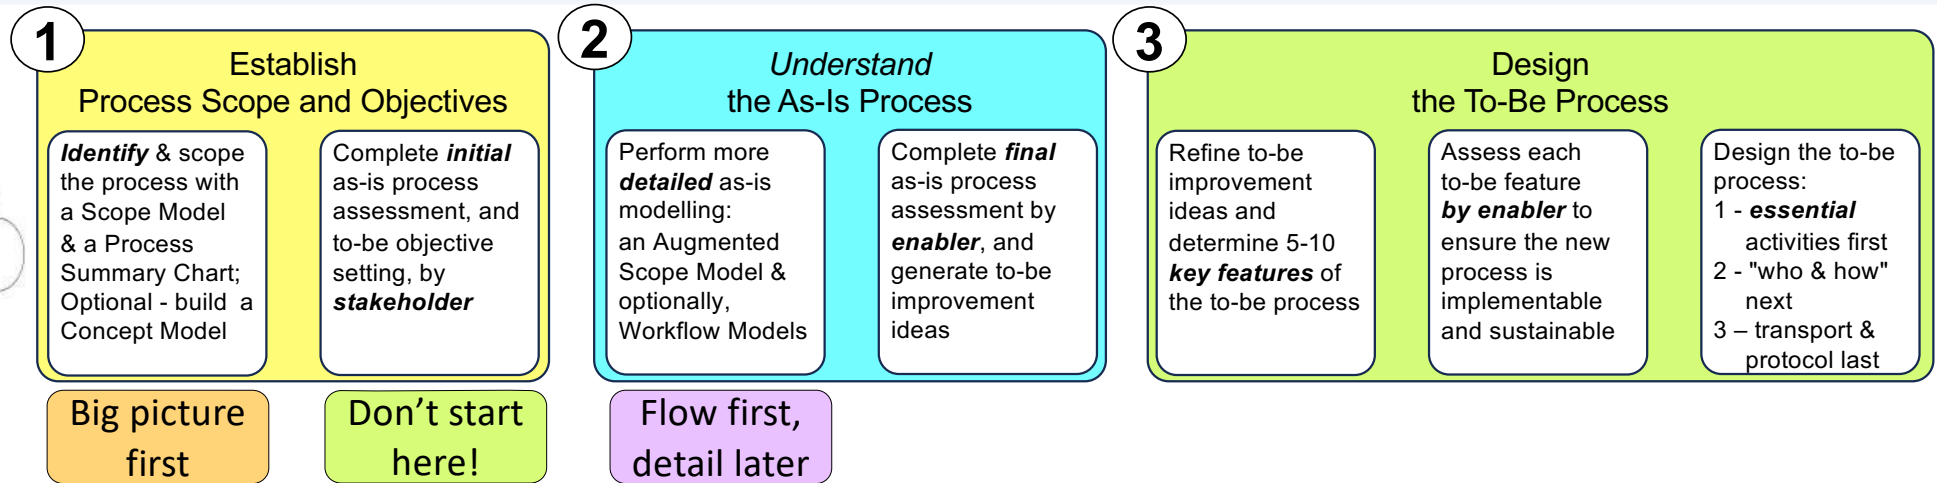 1
Establish
Process Scope and Objectives
Identify & scope
the process with
a Scope Model
& a Process
Summary Chart;
Optional - build a
Concept Model
Complete initial
as-is process
assessment, and
to-be objective
setting, by
stakeholder
Big picture
first
Don’t start
here!
2
Understand
the As-Is Process
Perform more
detailed as-is
modelling:
an Augmented
Scope Model &
optionally,
Workflow Models
Complete final
as-is process
assessment by
enabler, and
generate to-be
improvement
ideas
Flow first,
detail later
3
Design
the To-Be Process
Refine to-be
improvement
ideas and
determine 5-10
key features of
the to-be process
Assess each
to-be feature
by enabler to
ensure the new
process is
implementable
and sustainable
Design the to-be
process:
1 - essential
activities first
2 - "who & how"
next
3 – transport &
protocol last